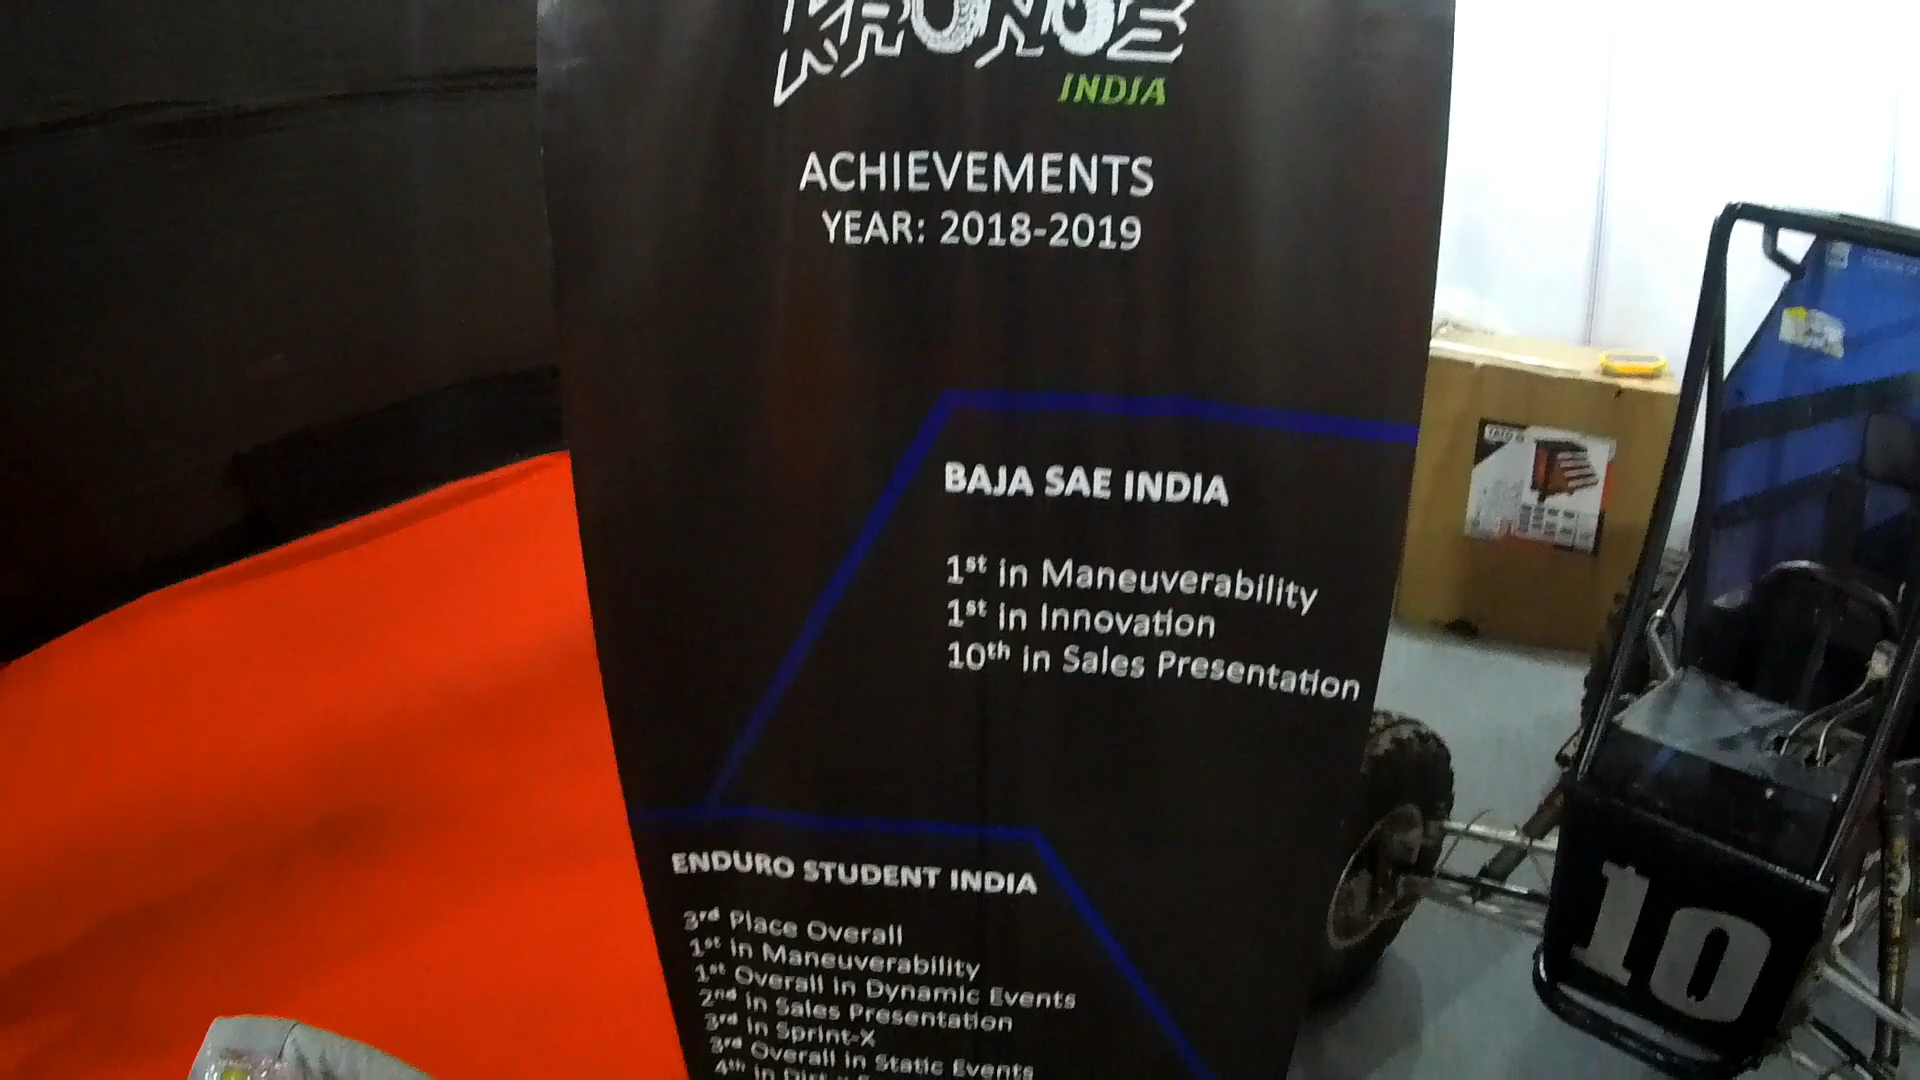 INDIA
ACHIEVEMENTS
YEAR: 2018-2019
BAJA SAE INDIA
1st in Maneuverability
1st in Innovation
10th in Sales Presentation
ENDURO STUDENT INDIA
3rd Place Overall
1st in Maneuverability
1st Overall in Dynamic Events
2nd in Sales Presentation
3rd in Sprint-X
3rd Overall in Static Events
4th in
10